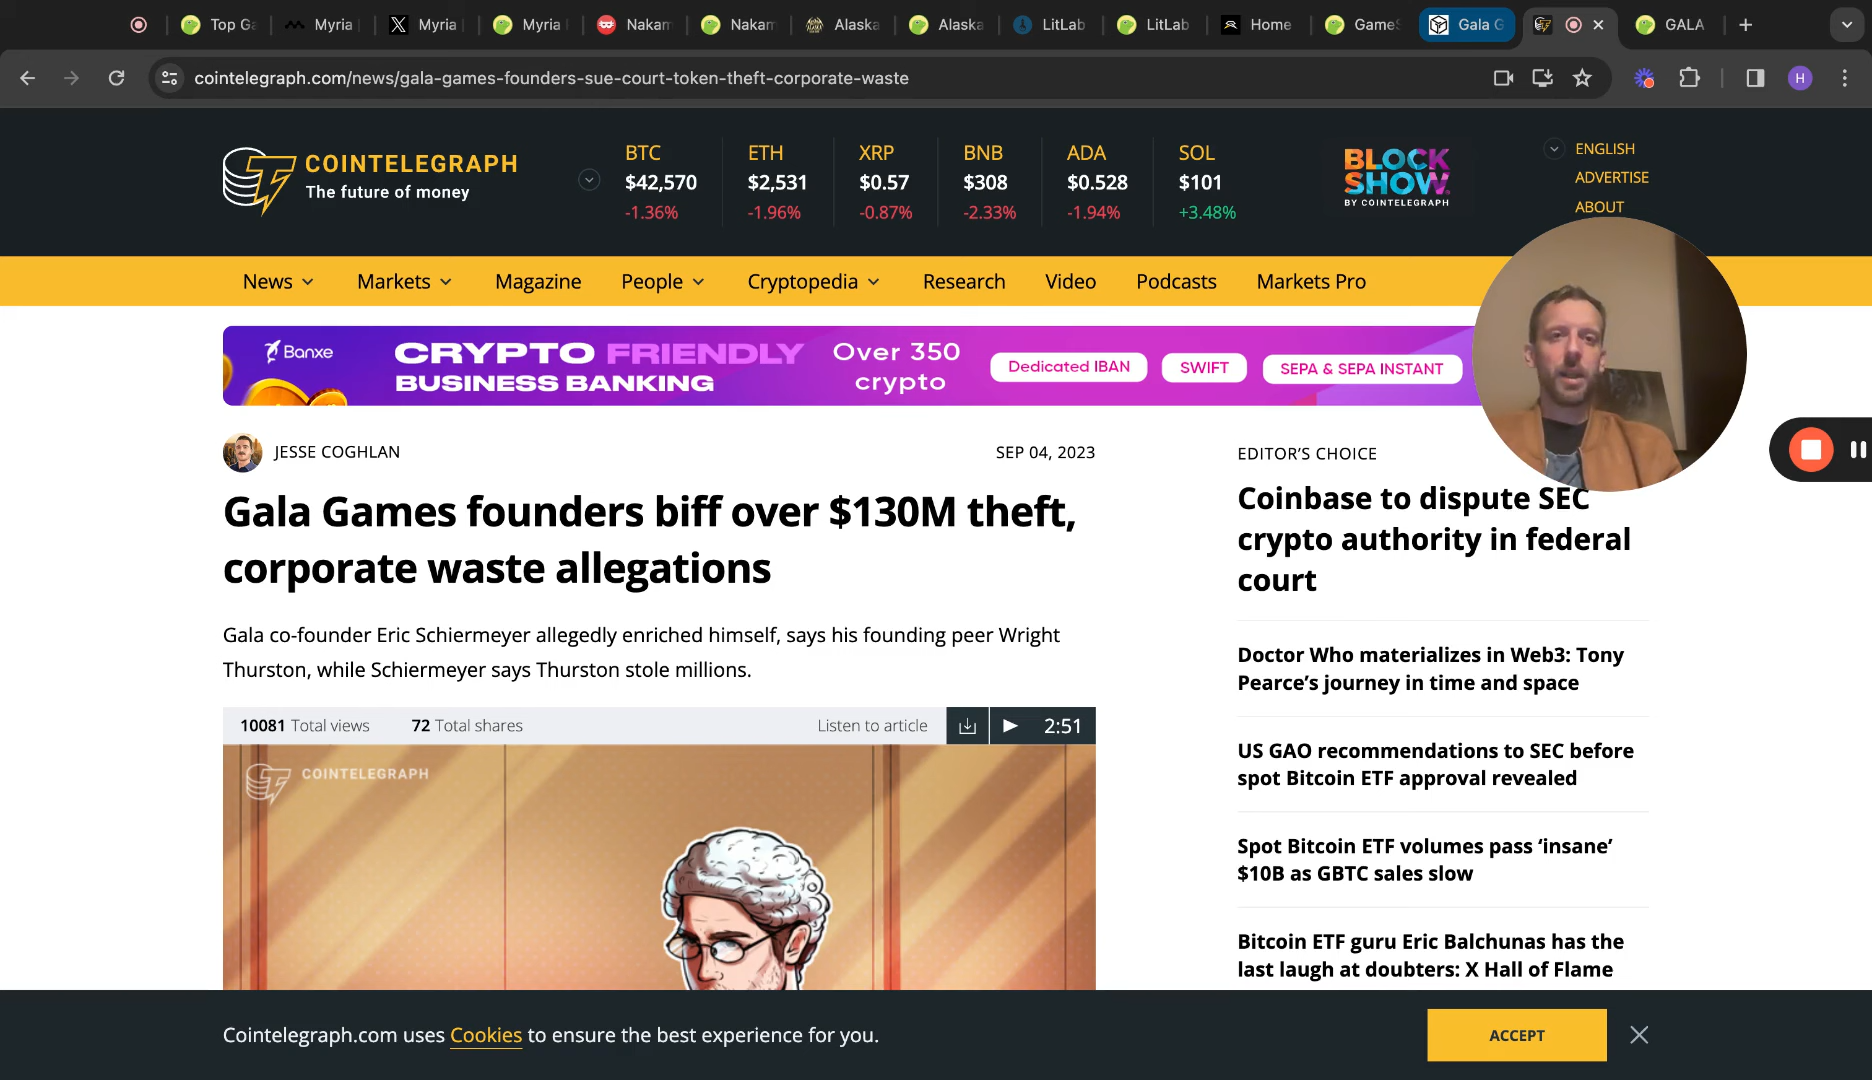 Top Ga
Myria
Myria
Myria
Nakam
Nakam
Alaska
Alaska
LitLab
LitLab
Home
GameS
Gala G
GALA
cointelegraph.com/news/gala-games-founders-sue-court-token-theft-corporate-waste
H
COINTELEGRAPH
The future of money
BTC
$42,570
-1.36%
ETH
$2,531
-1.96%
XRP
$0.57
-0.87%
BNB
$308
-2.33%
ADA
$0.528
-1.94%
SOL
$101
+3.48%
BLOCK
SHOW
BY COINTELEGRAPH
ENGLISH
ADVERTISE
ABOUT
News
Markets
Magazine
People
Cryptopedia
Research
Video
Podcasts
Markets Pro
Banxe
CRYPTO FRIENDLY
BUSINESS BANKING
Over 350
crypto
Dedicated IBAN
SWIFT
SEPA & SEPA INSTANT
JESSE COGHLAN
SEP 04, 2023
Gala Games founders biff over $130M theft,
corporate waste allegations
Gala co-founder Eric Schiermeyer allegedly enriched himself, says his founding peer Wright
Thurston, while Schiermeyer says Thurston stole millions.
10081 Total views
72 Total shares
Listen to article
2:51
COINTELEGRAPH
EDITOR'S CHOICE
Coinbase to dispute SEC
crypto authority in federal
court
Doctor Who materializes in Web3: Tony
Pearce's journey in time and space
US GAO recommendations to SEC before
spot Bitcoin ETF approval revealed
Spot Bitcoin ETF volumes pass ‘insane’
$10B as GBTC sales slow
Bitcoin ETF guru Eric Balchunas has the
last laugh at doubters: X Hall of Flame
Cointelegraph.com uses Cookies to ensure the best experience for you.
ACCEPT